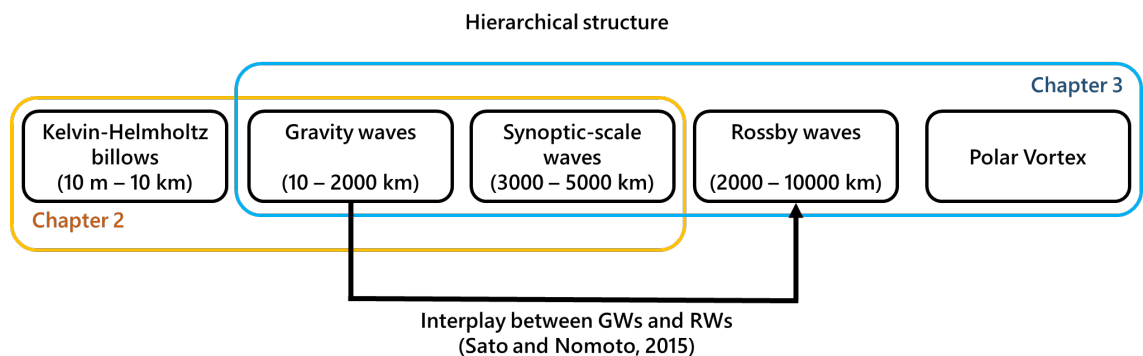 Hierarchical structure
Chapter 3
Kelvin-Helmholtz
billows
(10 m – 10 km)
Gravity waves
(10 – 2000 km)
Synoptic-scale
waves
(3000 – 5000 km)
Rossby waves
(2000 – 10000 km)
Polar Vortex
Chapter 2
Interplay between GWs and RWs
(Sato and Nomoto, 2015)